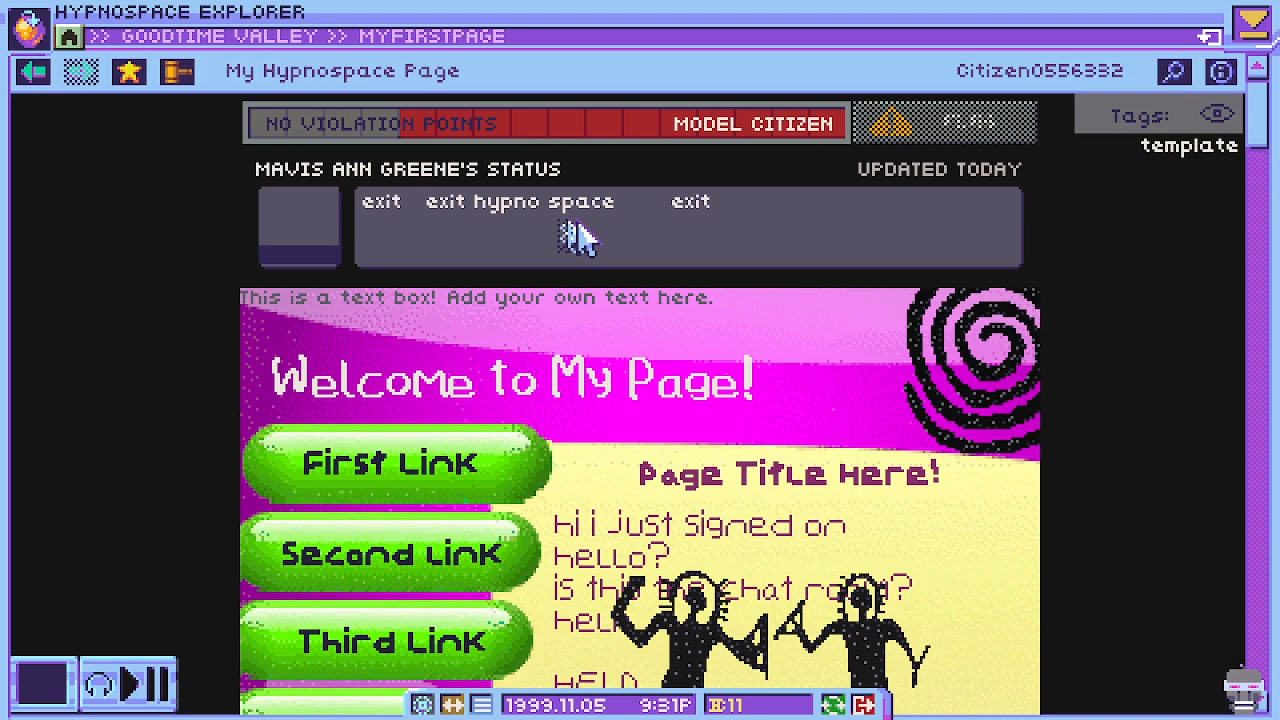 HYPNOSPACE EXPLORER
>> GOODTIME VALLEY >> MYFIRSTPAGE
My Hypnospace Page
Citizen0556332
NO VIOLATION POINTS
MODEL CITIZEN
Tags:
template
MAVIS ANN GREENE'S STATUS
UPDATED TODAY
exit exit hypno space exit
This is a text box! Add your own text here.
Welcome to My Page!
First Link
Page Title Here!
hi i just signed on
Second Link
hello?
is this the chat room?
Third Link
HELP
1999.11.05 9:31P
11